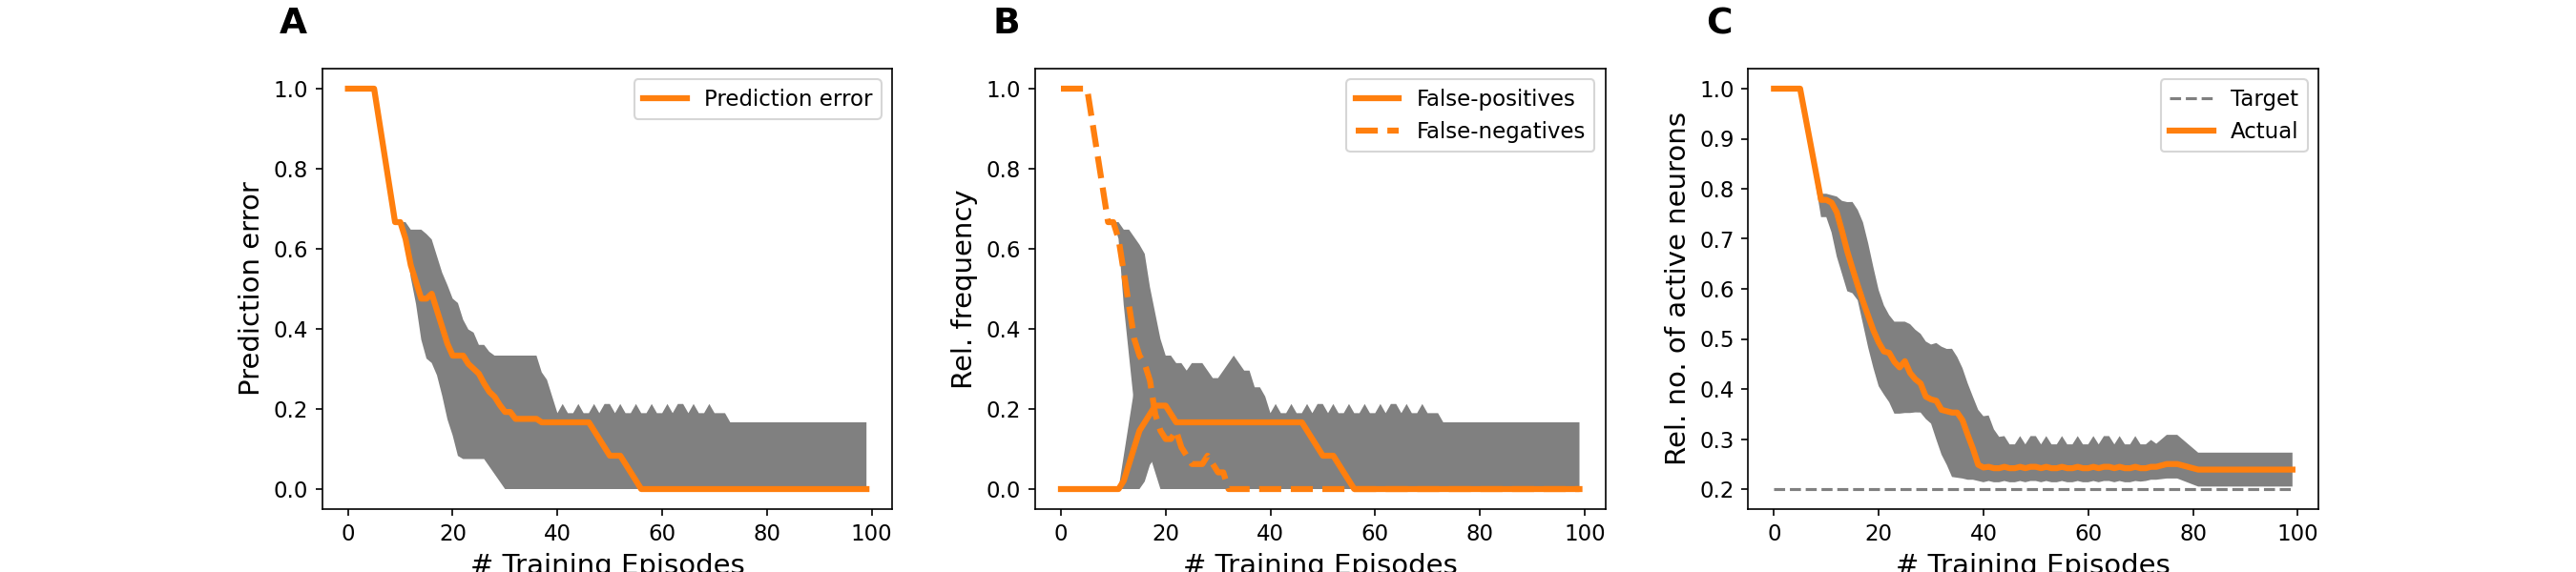 A
Prediction error
1.0
0.8
0.6
0.4
0.2
0.0
0 20 40 60 80 100
# Training Episodes
Prediction error
B
Rel. frequency
1.0
0.8
0.6
0.4
0.2
0.0
0 20 40 60 80 100
# Training Episodes
False-positives
False-negatives
C
Rel. no. of active neurons
1.0
0.9
0.8
0.7
0.6
0.5
0.4
0.3
0.2
0 20 40 60 80 100
# Training Episodes
Target
Actual